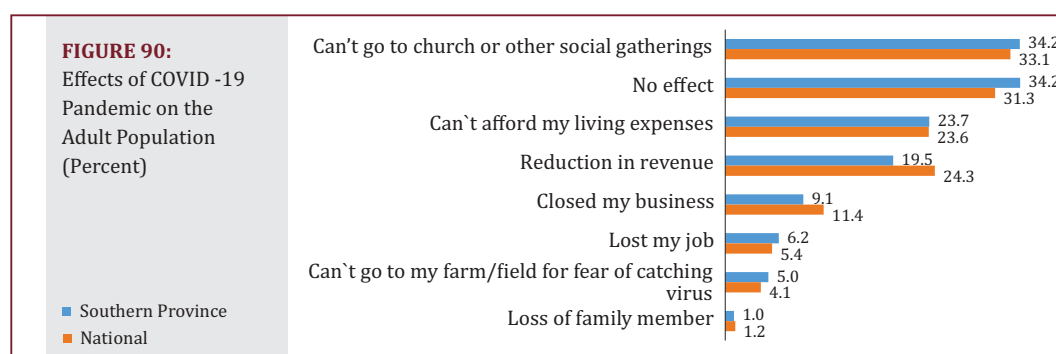 FIGURE 90:
Effects of COVID -19
Pandemic on the
Adult Population
(Percent)
Southern Province
National
Can't go to church or other social gatherings
34.2
33.1
No effect
34.2
31.3
Can`t afford my living expenses
23.7
23.6
Reduction in revenue
19.5
24.3
Closed my business
9.1
11.4
Lost my job
6.2
5.4
Can`t go to my farm/field for fear of catching
virus
5.0
4.1
Loss of family member
1.0
1.2